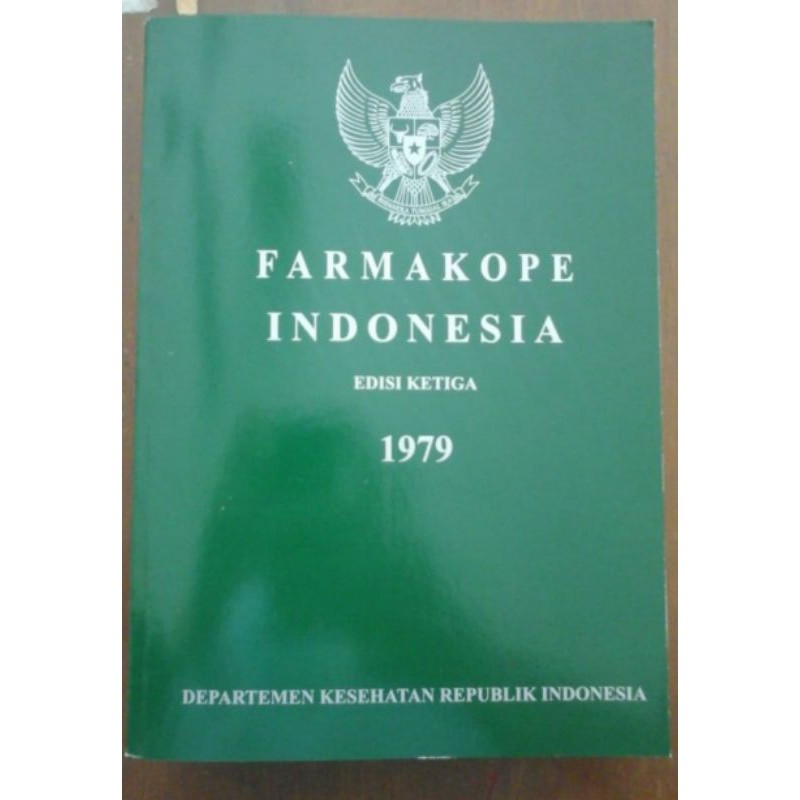 FARMAKOPE
INDONESIA
EDISI KETIGA
1979
DEPARTEMEN KESEHATAN REPUBLIK INDONESIA